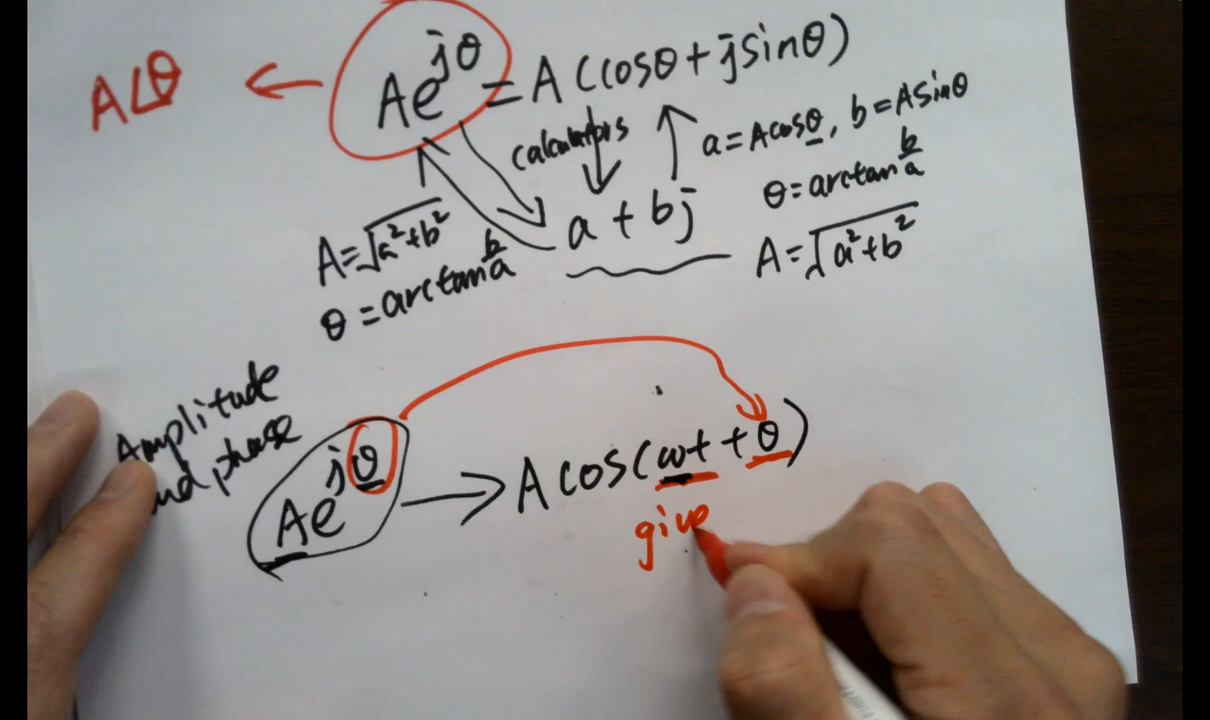 A∠θ ← Ae^{jθ} = A(cosθ + jsinθ)
calculators
a = Acosθ, b = Asinθ
a + bj
θ = arctan b/a
A = √(a²+b²)
A = √(a²+b²)
θ = arctan b/a
Amplitude
and phase
Ae^{jθ} → A cos(ωt + θ)
give